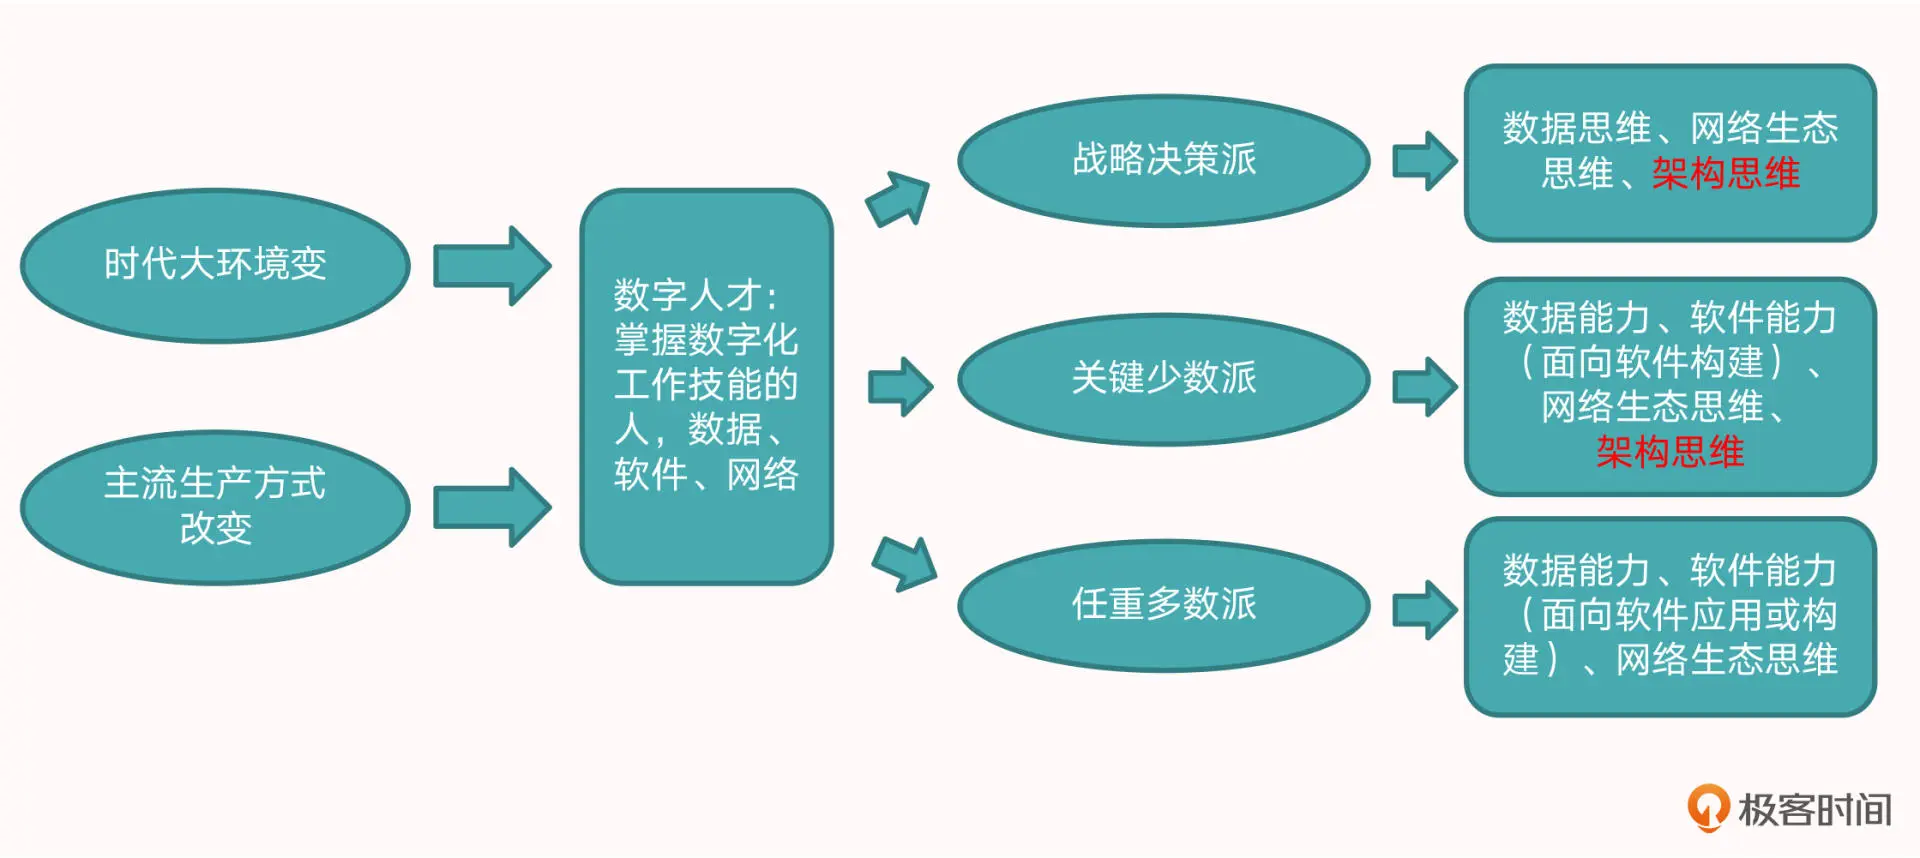 时代大环境变
主流生产方式
改变
数字人才：
掌握数字化
工作技能的
人，数据、
软件、网络
战略决策派
数据思维、网络生态
思维、架构思维
关键少数派
数据能力、软件能力
（面向软件构建）、
网络生态思维、
架构思维
任重多数派
数据能力、软件能力
（面向软件应用或构
建）、网络生态思维
极客时间